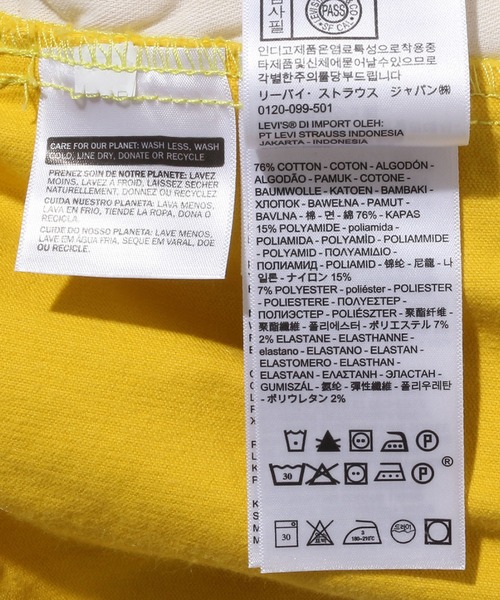 CARE FOR OUR PLANET: WASH LESS, WASH
COLD, LINE DRY, DONATE OR RECYCLE
PRENEZ SOIN DE NOTRE PLANETE: LAVEZ
MOINS, LAVEZ A FROID, LAISSEZ SÉCHER
NATURELLEMENT, DONNEZ OU RECYCLEZ
CUIDA NUESTRO PLANETA: LAVA MENOS,
LAVA EN FRIO, TIENDE LA ROPA, DONA O
RECICLA.
CUIDE DO NOSSO PLANETA: LAVE MENOS,
LAVE EM ÁGUA FRIA, SEQUE EM VARAL, DOE
OU RECICLE.
사필
PASS
SF CAL
인디고제품은염료특성으로착용중
타제품및신체에묻어날수있으므로
각별한주의를당부드립니다.
リーバイ・ストラウス ジャパン㈱
0120-099-501
LEVI'S® DI IMPORT OLEH:
PT LEVI STRAUSS INDONESIA
JAKARTA - INDONESIA
76% COTTON - COTON - ALGODÓN -
ALGODÃO - PAMUK - COTONE -
BAUMWOLLE - KATOEN - BAMBAKI -
ХЛОПОК - BAWEŁNA - PAMUT -
BAVLNA - 棉 - 면 - 綿 76% - KAPAS
15% POLYAMIDE - poliamida -
POLIAMIDA - POLYAMİD - POLIAMMIDE
- POLYAMID - ΠΟΛΥΑΜΙΔΙΟ -
ПОЛИАМИД - POLIAMID - 锦纶 - 尼龍 - 나
일론 - ナイロン 15%
7% POLYESTER - poliéster - POLIESTER
- POLIESTERE - ΠΟΛΥΕΣΤΕΡ -
ПОЛИЭСТЕР - POLIÉSZTER - 聚酯纤维 -
聚酯纖維 - 폴리에스터 - ポリエステル 7%
2% ELASTANE - ELASTHANNE -
elastano - ELASTANO - ELASTAN -
ELASTOMERO - ELASTHAN -
ELASTAAN - ΕΛΑΣΤΑΝΗ - ЭЛАСТАН -
GUMISZÁL - 氨纶 - 彈性纖維 - 폴리우레탄
- ポリウレタン 2%
P
30
P
®
30
180~210℃